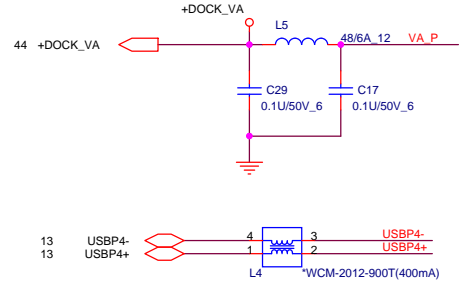 +DOCK_VA
L5
44 +DOCK_VA 48/6A_12 VA_P
C29 C17
0.1U/50V_6 0.1U/50V_6
13 USBP4- 4 3 USBP4-
13 USBP4+ 1 2 USBP4+
L4 *WCM-2012-900T(400mA)